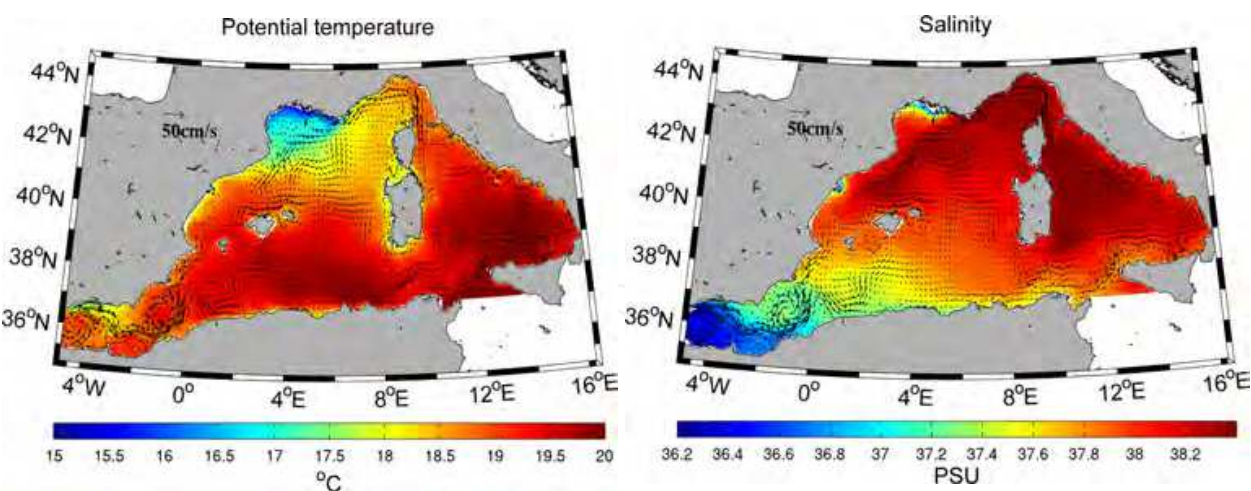 Potential temperature
44°N
42°N
40°N
38°N
36°N
50cm/s
4°W
0°
4°E
8°E
12°E
16°E
15 15.5 16 16.5 17 17.5 18 18.5 19 19.5 20
°C
Salinity
44°N
42°N
40°N
38°N
36°N
50cm/s
4°W
0°
4°E
8°E
12°E
16°E
36.2 36.4 36.6 36.8 37 37.2 37.4 37.6 37.8 38 38.2
PSU